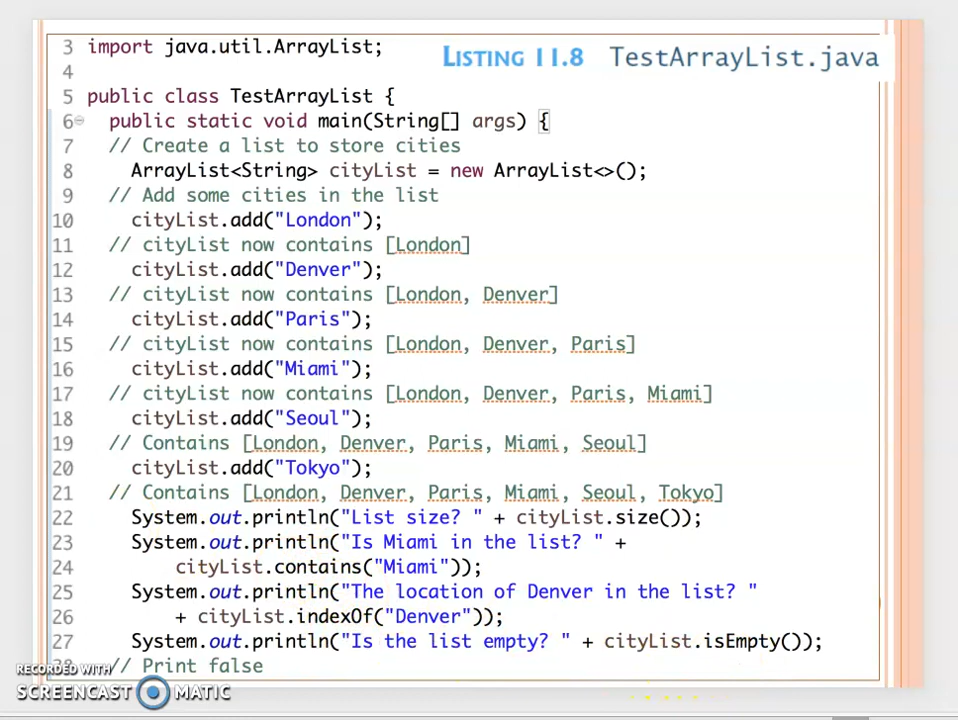 LISTING 11.8 TestArrayList.java
3 import java.util.ArrayList;
4
5 public class TestArrayList {
6 public static void main(String[] args) {
7 // Create a list to store cities
8 ArrayList<String> cityList = new ArrayList<>();
9 // Add some cities in the list
10 cityList.add("London");
11 // cityList now contains [London]
12 cityList.add("Denver");
13 // cityList now contains [London, Denver]
14 cityList.add("Paris");
15 // cityList now contains [London, Denver, Paris]
16 cityList.add("Miami");
17 // cityList now contains [London, Denver, Paris, Miami]
18 cityList.add("Seoul");
19 // Contains [London, Denver, Paris, Miami, Seoul]
20 cityList.add("Tokyo");
21 // Contains [London, Denver, Paris, Miami, Seoul, Tokyo]
22 System.out.println("List size? " + cityList.size());
23 System.out.println("Is Miami in the list? " +
24 cityList.contains("Miami"));
25 System.out.println("The location of Denver in the list? "
26 + cityList.indexOf("Denver"));
27 System.out.println("Is the list empty? " + cityList.isEmpty());
// Print false
RECORDED WITH
SCREENCAST MATIC